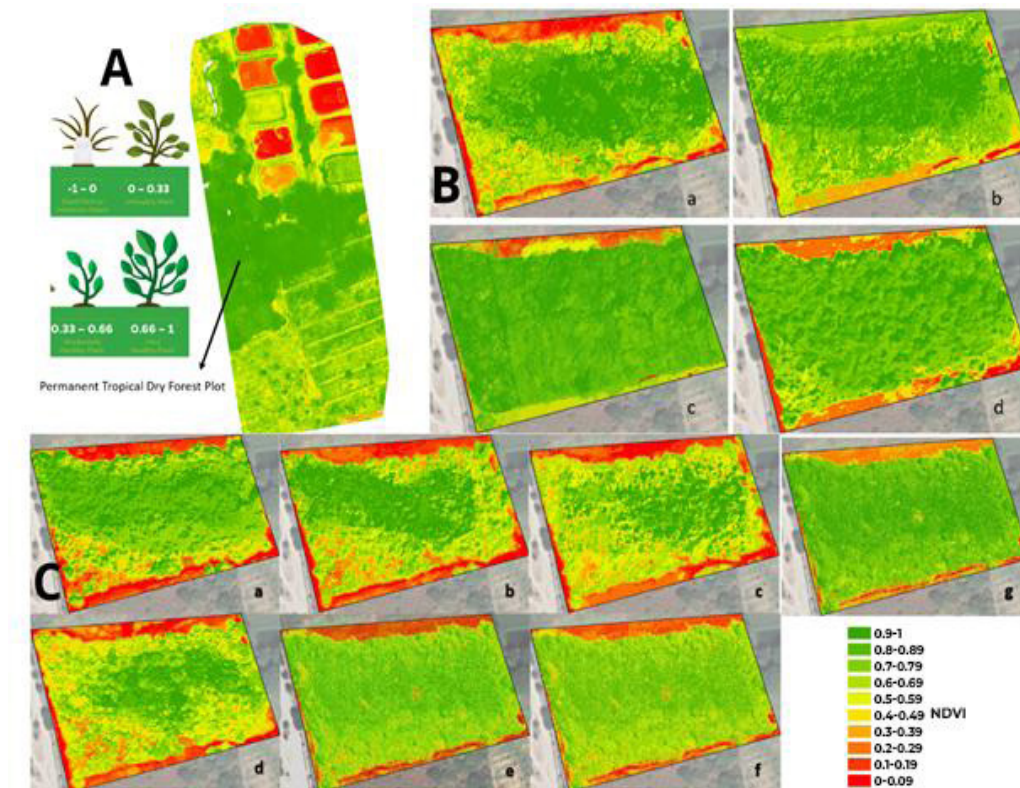 A
-1 – 0
0 – 0.33
0.33 – 0.66
0.66 – 1
Permanent Tropical Dry Forest Plot
B
a
b
c
d
C
a
b
c
g
d
e
f
0.9-1
0.8-0.89
0.7-0.79
0.6-0.69
0.5-0.59
0.4-0.49 NDVI
0.3-0.39
0.2-0.29
0.1-0.19
0-0.09